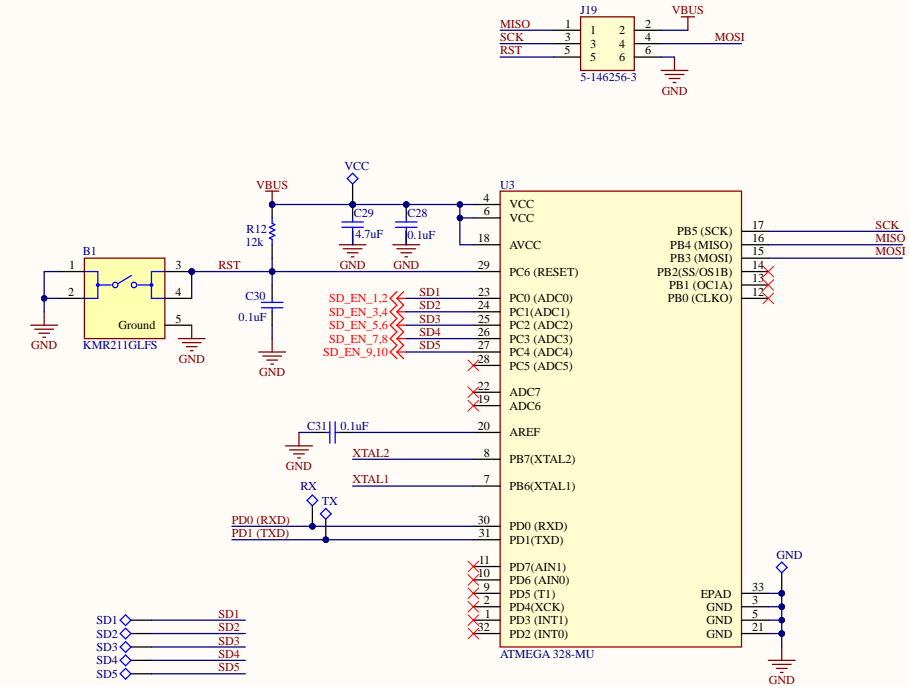 J19
VBUS
MISO 1 1 2 2
SCK 3 3 4 4 MOSI
RST 5 5 6 6
5-146256-3
GND
VCC
VBUS
U3
R12
12k
C29
4.7uF
C28
0.1uF
GND
GND
4 VCC
6 VCC
18 AVCC
PB5 (SCK) 17 SCK
PB4 (MISO) 16 MISO
PB3 (MOSI) 15 MOSI
PB2(SS/OS1B) 14
PB1 (OC1A) 13
PB0 (CLKO) 12
B1
1 3
2 4
Ground 5
KMR211GLFS
GND
GND
RST
29 PC6 (RESET)
C30
0.1uF
GND
SD_EN_1,2 SD1 23 PC0 (ADC0)
SD_EN_3,4 SD2 24 PC1(ADC1)
SD_EN_5,6 SD3 25 PC2 (ADC2)
SD_EN_7,8 SD4 26 PC3 (ADC3)
SD_EN_9,10 SD5 27 PC4 (ADC4)
28 PC5 (ADC5)
22 ADC7
19 ADC6
C31 0.1uF 20 AREF
GND
XTAL2 8 PB7(XTAL2)
XTAL1 7 PB6(XTAL1)
RX
TX
PD0 (RXD) 30 PD0 (RXD)
PD1 (TXD) 31 PD1(TXD)
11 PD7(AIN1)
10 PD6 (AIN0)
9 PD5 (T1)
2 PD4(XCK)
1 PD3 (INT1)
32 PD2 (INT0)
GND
EPAD 33
GND 3
GND 5
GND 21
GND
ATMEGA 328-MU
SD1 SD1
SD2 SD2
SD3 SD3
SD4 SD4
SD5 SD5